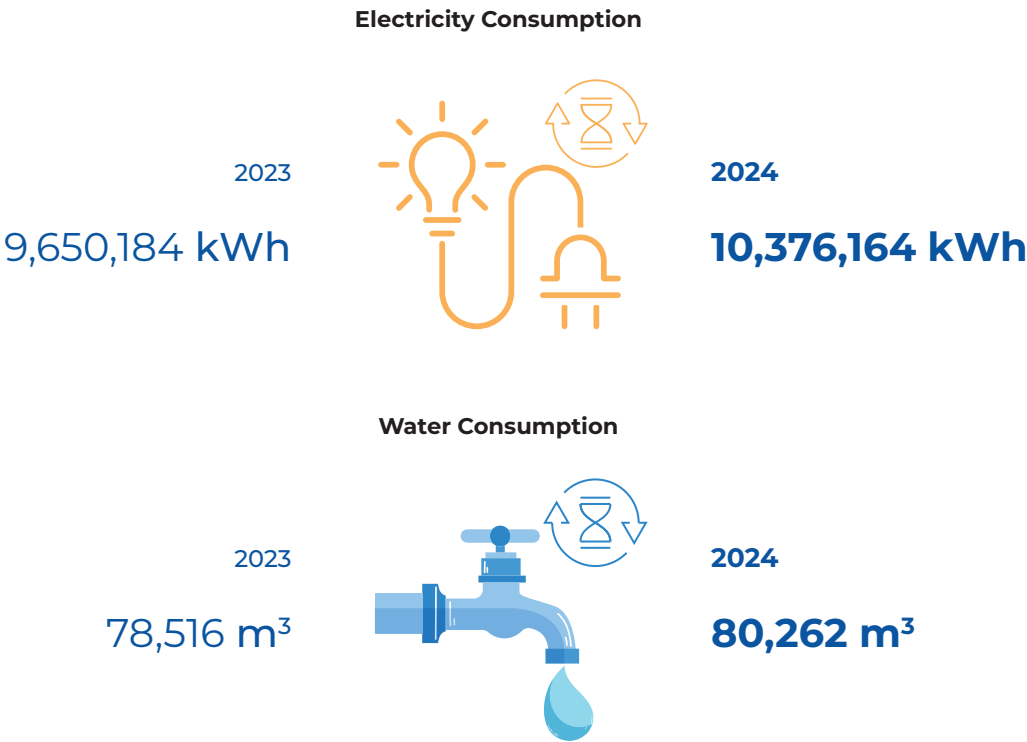 Electricity Consumption
2023
2024
9,650,184 kWh
10,376,164 kWh
Water Consumption
2023
2024
78,516 m³
80,262 m³